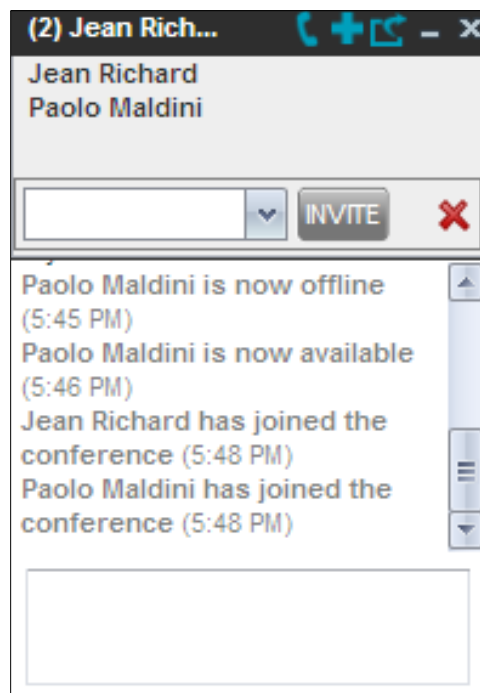 (2) Jean Rich...
Jean Richard
Paolo Maldini
INVITE
Paolo Maldini is now offline
(5:45 PM)
Paolo Maldini is now available
(5:46 PM)
Jean Richard has joined the
conference (5:48 PM)
Paolo Maldini has joined the
conference (5:48 PM)